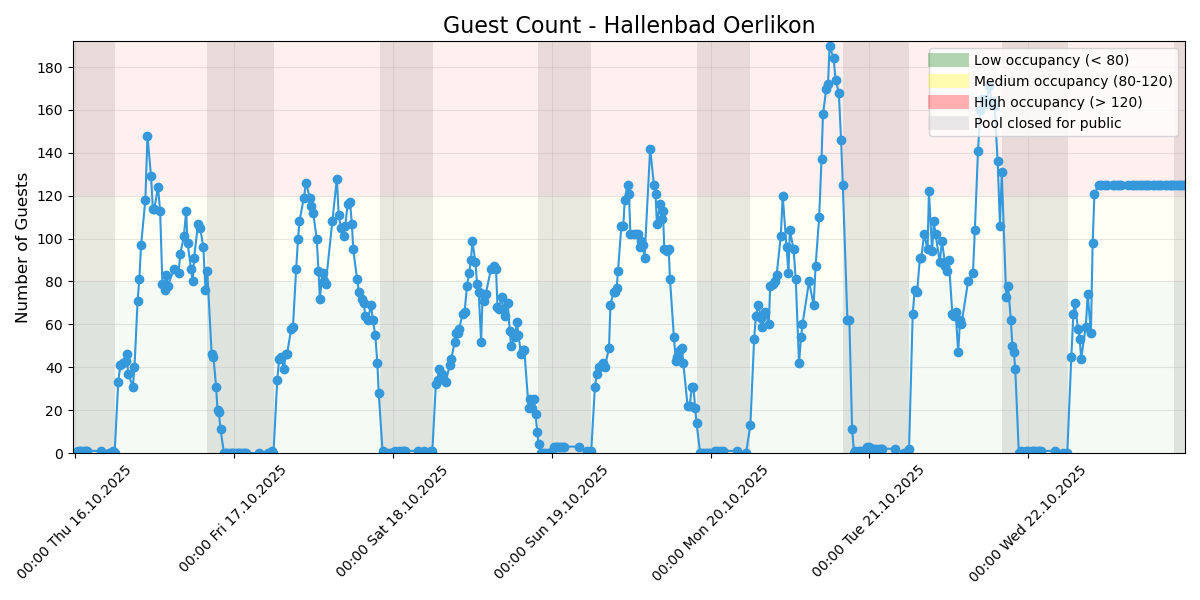 Guest Count - Hallenbad Oerlikon
Number of Guests
180
160
140
120
100
80
60
40
20
0
Low occupancy (< 80)
Medium occupancy (80-120)
High occupancy (> 120)
Pool closed for public
00:00 Thu 16.10.2025
00:00 Fri 17.10.2025
00:00 Sat 18.10.2025
00:00 Sun 19.10.2025
00:00 Mon 20.10.2025
00:00 Tue 21.10.2025
00:00 Wed 22.10.2025